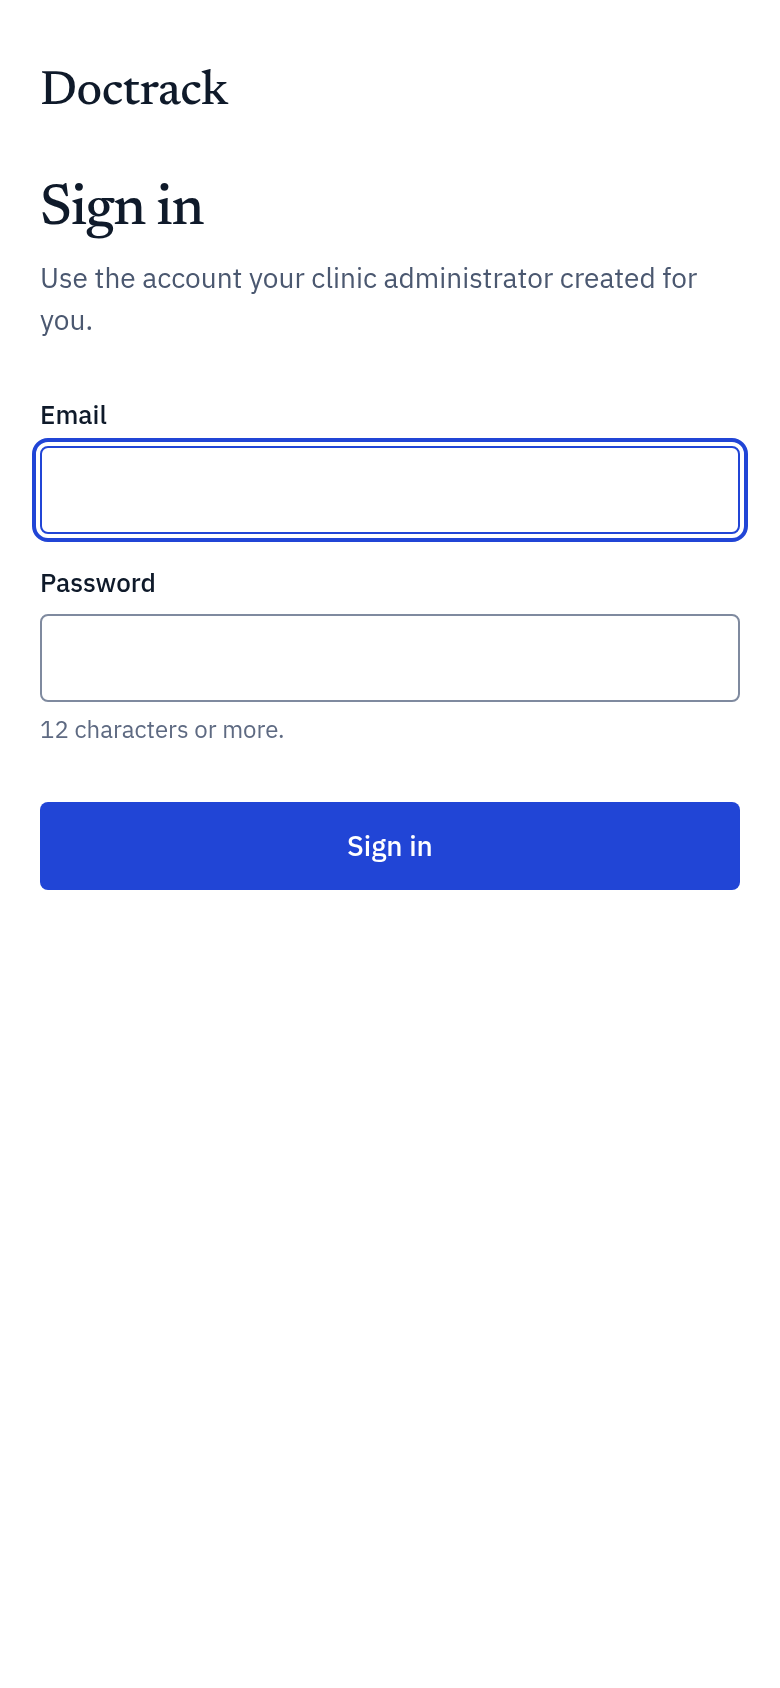 Doctrack
Sign in
Use the account your clinic administrator created for
you.
Email
Password
12 characters or more.
Sign in